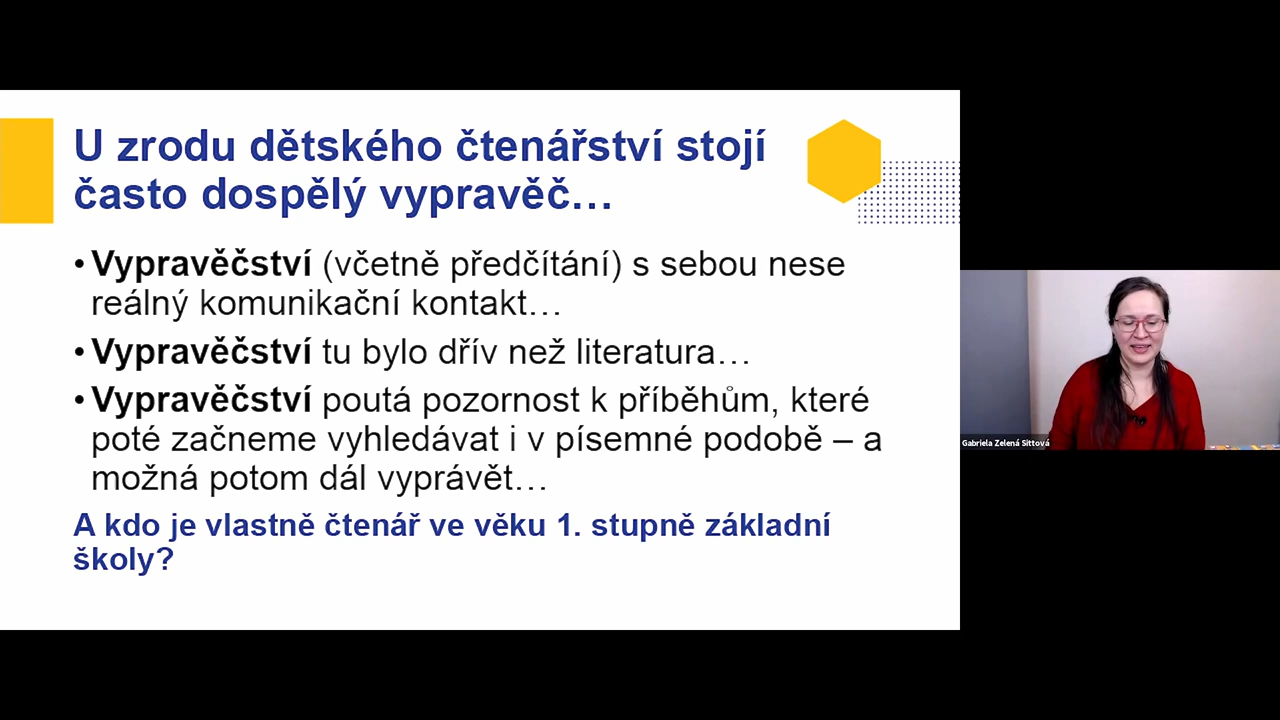 U zrodu dětského čtenářství stojí
často dospělý vypravěč…
• Vypravěčství (včetně předčítání) s sebou nese
reálný komunikační kontakt…
• Vypravěčství tu bylo dřív než literatura…
• Vypravěčství poutá pozornost k příběhům, které
poté začneme vyhledávat i v písemné podobě – a
možná potom dál vyprávět…
A kdo je vlastně čtenář ve věku 1. stupně základní
školy?
Gabriela Zelená Sittová